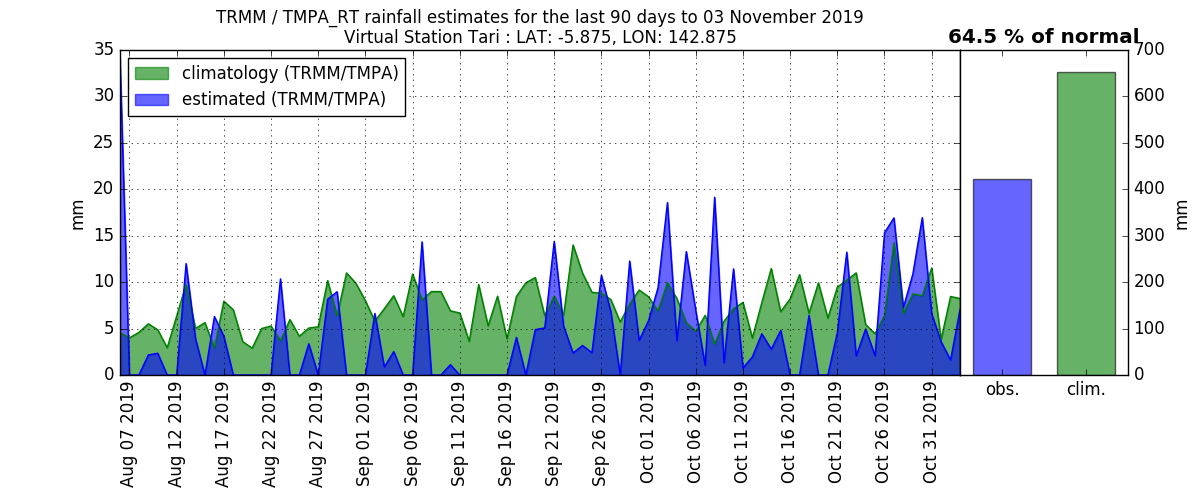 TRMM / TMPA_RT rainfall estimates for the last 90 days to 03 November 2019
Virtual Station Tari : LAT: -5.875, LON: 142.875
64.5 % of normal
climatology (TRMM/TMPA)
estimated (TRMM/TMPA)
35
30
25
20
15
10
5
0
mm
Aug 07 2019
Aug 12 2019
Aug 17 2019
Aug 22 2019
Aug 27 2019
Sep 01 2019
Sep 06 2019
Sep 11 2019
Sep 16 2019
Sep 21 2019
Sep 26 2019
Oct 01 2019
Oct 06 2019
Oct 11 2019
Oct 16 2019
Oct 21 2019
Oct 26 2019
Oct 31 2019
obs.
clim.
700
600
500
400
300
200
100
0
mm